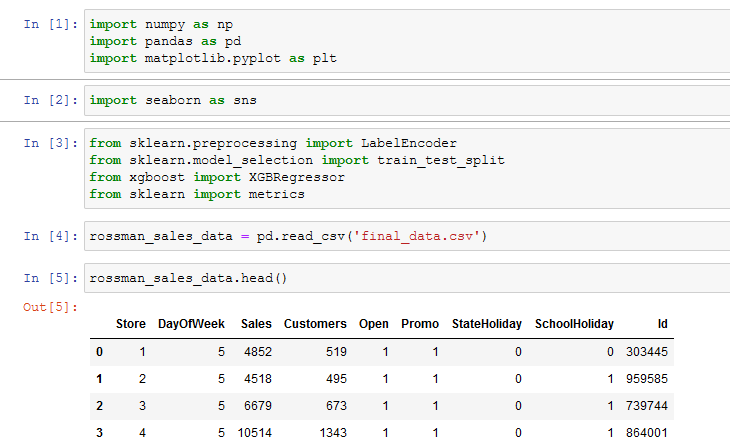 In [1]: import numpy as np
import pandas as pd
import matplotlib.pyplot as plt
In [2]: import seaborn as sns
In [3]: from sklearn.preprocessing import LabelEncoder
from sklearn.model_selection import train_test_split
from xgboost import XGBRegressor
from sklearn import metrics
In [4]: rossman_sales_data = pd.read_csv('final_data.csv')
In [5]: rossman_sales_data.head()
Out[5]:
Store DayOfWeek Sales Customers Open Promo StateHoliday SchoolHoliday Id
0 1 5 4852 519 1 1 0 0 303445
1 2 5 4518 495 1 1 0 1 959585
2 3 5 6679 673 1 1 0 1 739744
3 4 5 10514 1343 1 1 0 1 864001